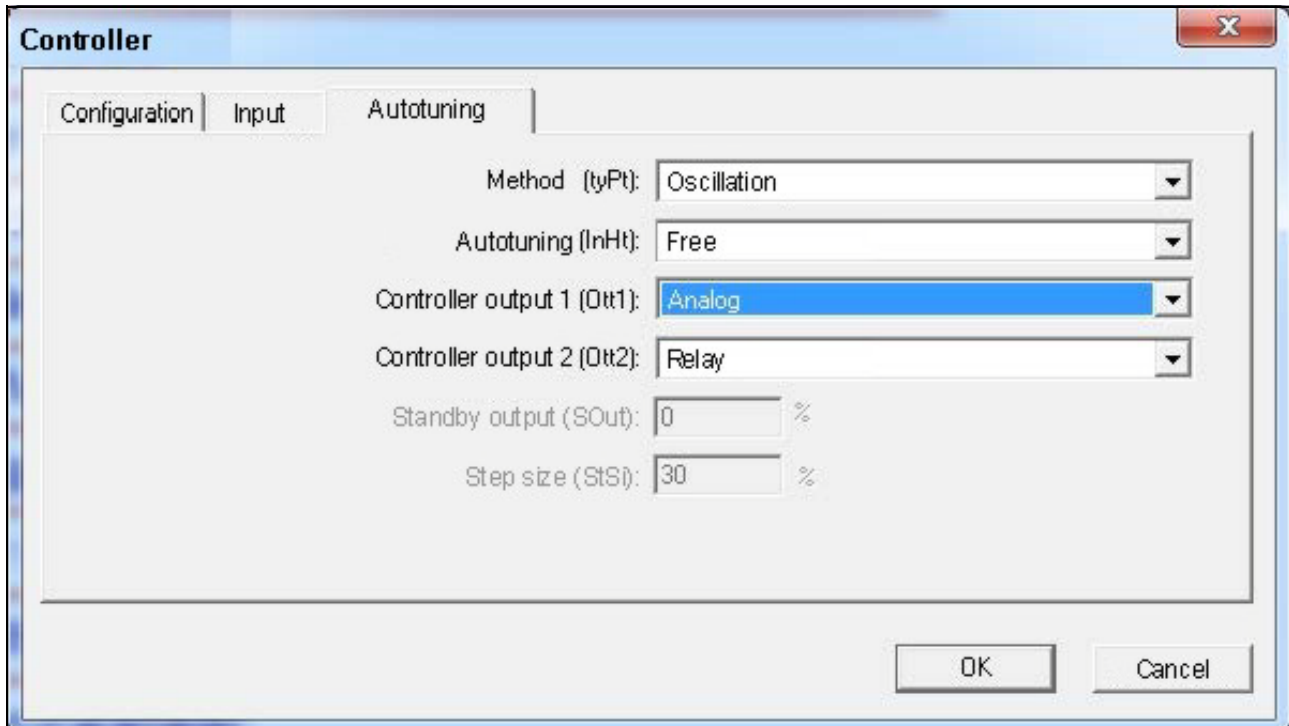 Controller
Configuration Input Autotuning
Method (tyPt): Oscillation
Autotuning (InHt): Free
Controller output 1 (Ott1): Analog
Controller output 2 (Ott2): Relay
Standby output (SOut): 0 %
Step size (StSi): 30 %
OK Cancel